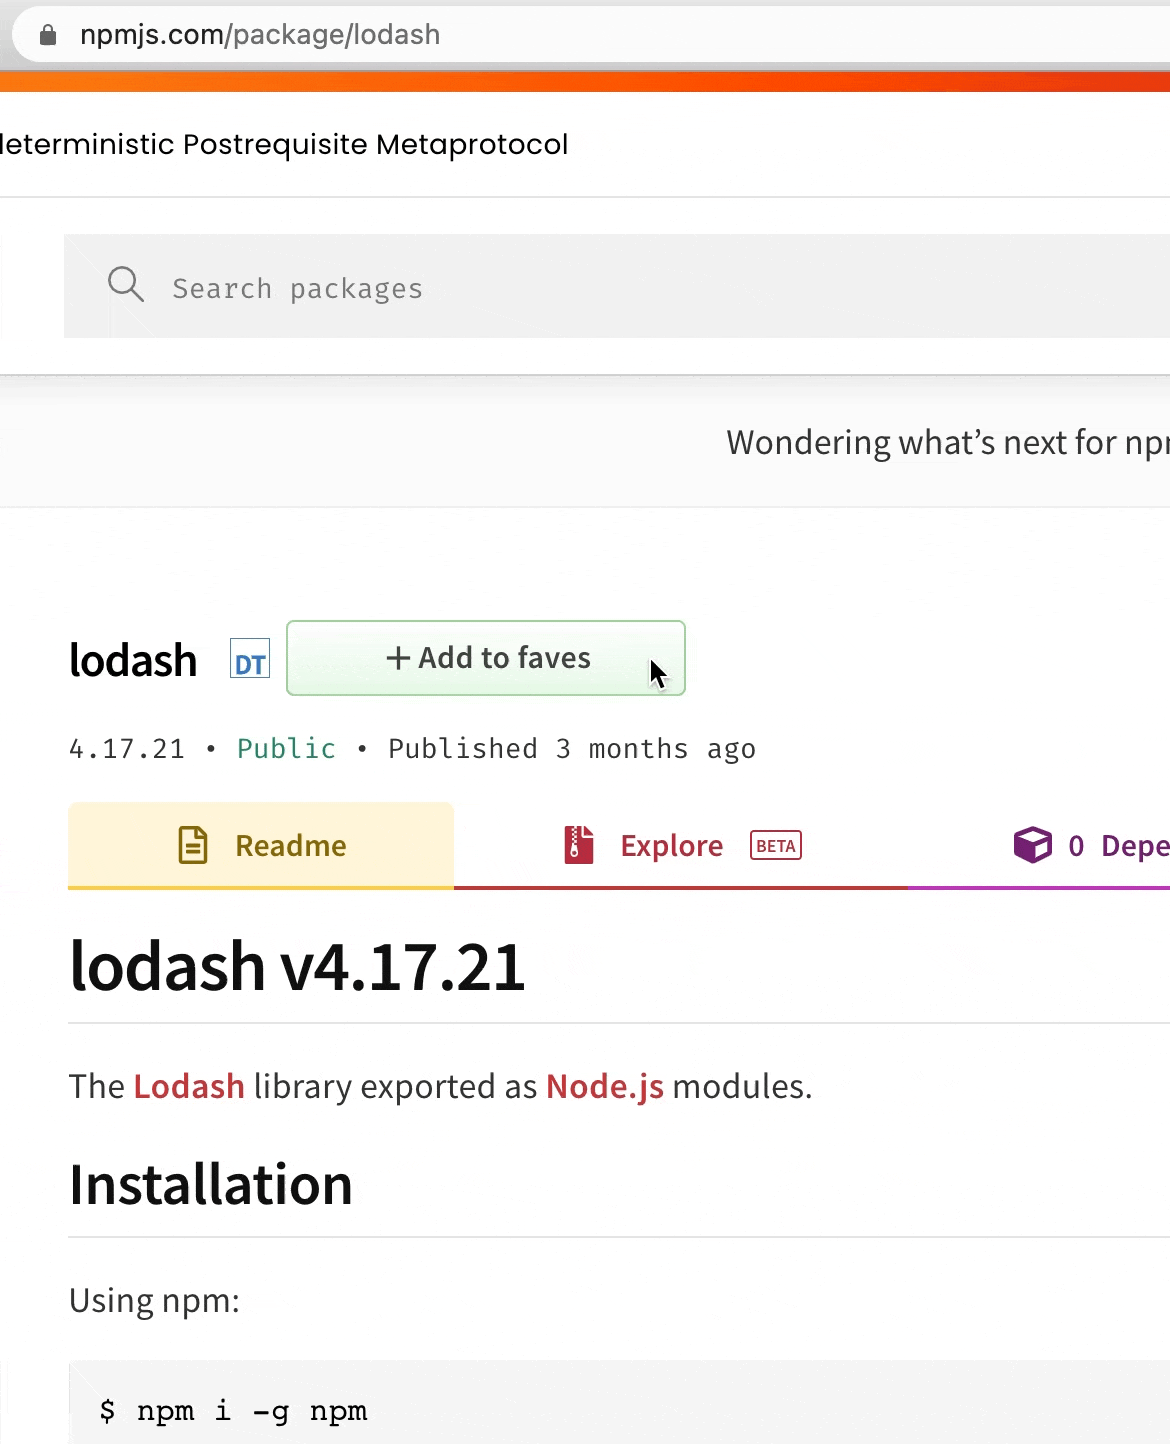 npmjs.com/package/lodash
deterministic Postrequisite Metaprotocol
Search packages
Wondering what’s next for npm
lodash DT + Add to faves
4.17.21 • Public • Published 3 months ago
Readme Explore BETA 0 Depe
lodash v4.17.21
The Lodash library exported as Node.js modules.
Installation
Using npm:
$ npm i -g npm